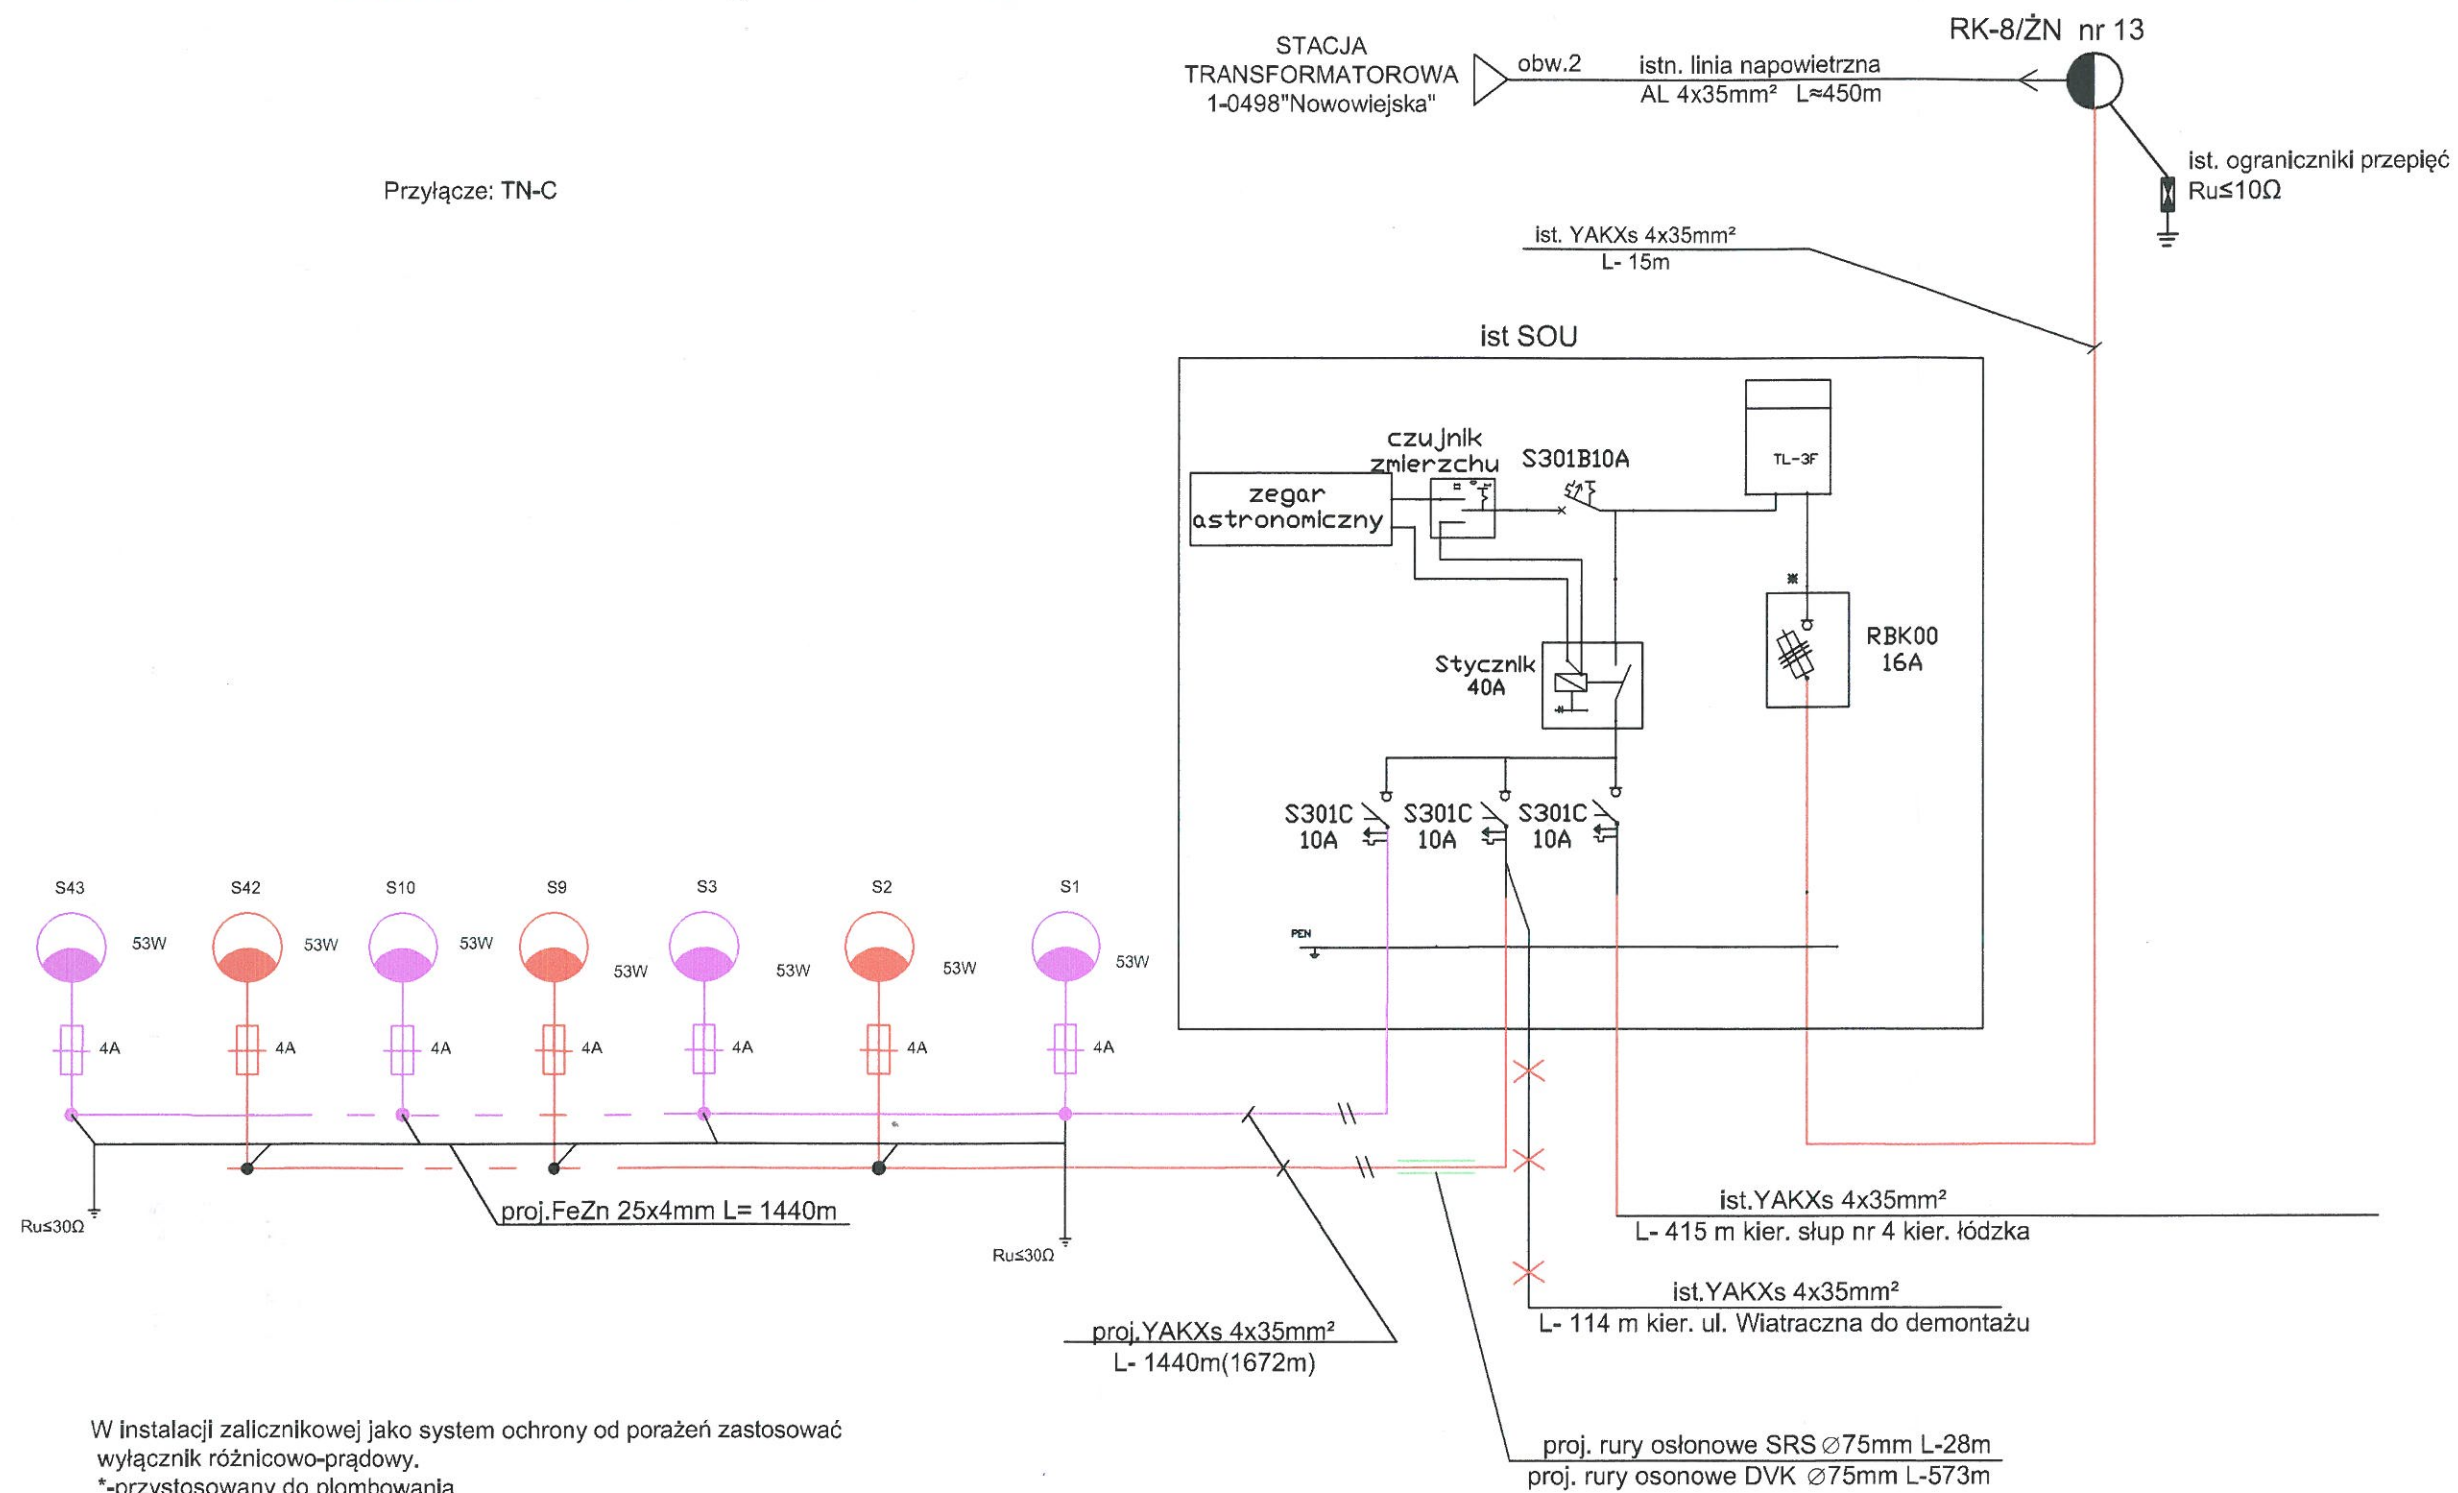 RK-8/ŻN nr 13
STACJA
TRANSFORMATOROWA
1-0498"Nowowiejska"
obw.2
istn. linia napowietrzna
AL 4x35mm² L≈450m
ist. ograniczniki przepięć
Ru≤10Ω
Przyłącze: TN-C
ist. YAKXs 4x35mm²
L- 15m
ist SOU
TL-3F
czujnik
zmierzchu
S301B10A
zegar
astronomiczny
RBK00
16A
Stycznik
40A
S301C
10A
S301C
10A
S301C
10A
PEN
S43
S42
S10
S9
S3
S2
S1
53W
53W
53W
53W
53W
53W
53W
4A
4A
4A
4A
4A
4A
4A
proj.FeZn 25x4mm L= 1440m
Ru≤30Ω
Ru≤30Ω
ist.YAKXs 4x35mm²
L- 415 m kier. słup nr 4 kier. łódzka
ist.YAKXs 4x35mm²
L- 114 m kier. ul. Wiatraczna do demontażu
proj.YAKXs 4x35mm²
L- 1440m(1672m)
proj. rury osłonowe SRS ∅75mm L-28m
proj. rury osonowe DVK ∅75mm L-573m
W instalacji zalicznikowej jako system ochrony od porażeń zastosować
wyłącznik różnicowo-prądowy.
*-przystosowany do plombowania